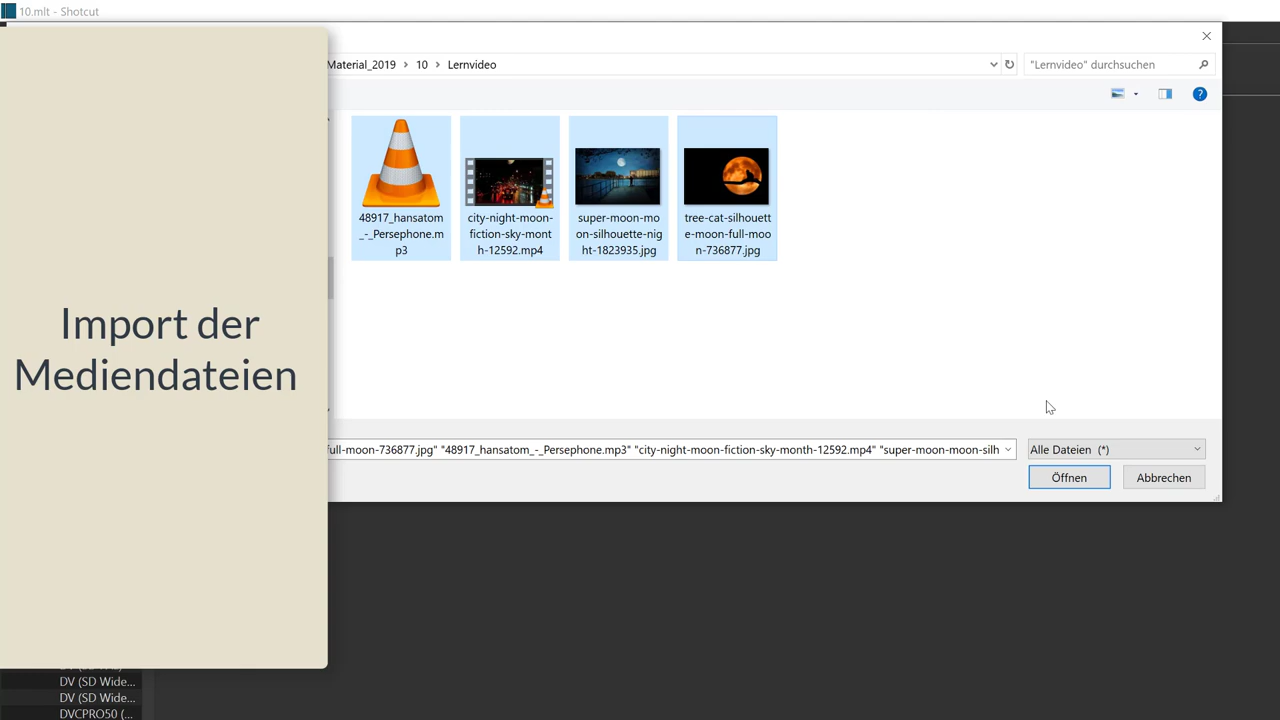 10.mlt - Shotcut
Material_2019 10 Lernvideo
"Lernvideo" durchsuchen
48917_hansatom
_-_Persephone.m
p3
city-night-moon-
fiction-sky-mont
h-12592.mp4
super-moon-mo
on-silhouette-nig
ht-1823935.jpg
tree-cat-silhouett
e-moon-full-moo
n-736877.jpg
Import der
Mediendateien
full-moon-736877.jpg" "48917_hansatom_-_Persephone.mp3" "city-night-moon-fiction-sky-month-12592.mp4" "super-moon-moon-silh
Alle Dateien (*)
Öffnen
Abbrechen
DV (SD Wide...
DV (SD Wide...
DVCPRO50 (...